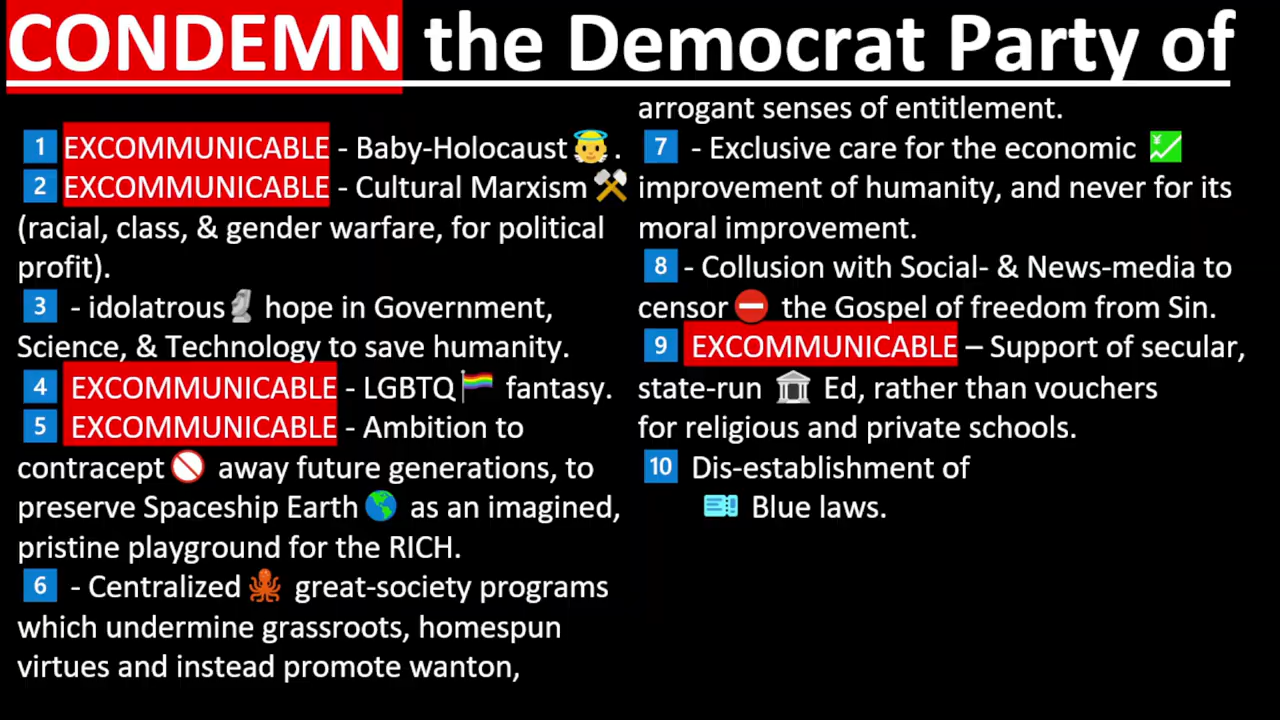 CONDEMN the Democrat Party of
1️⃣ EXCOMMUNICABLE - Baby-Holocaust 👼.
2️⃣ EXCOMMUNICABLE - Cultural Marxism ⚒
(racial, class, & gender warfare, for political
profit).
3️⃣ - idolatrous🗿 hope in Government,
Science, & Technology to save humanity.
4️⃣ EXCOMMUNICABLE - LGBTQ🏳️‍🌈 fantasy.
5️⃣ EXCOMMUNICABLE - Ambition to
contracept🚫 away future generations, to
preserve Spaceship Earth🌎 as an imagined,
pristine playground for the RICH.
6️⃣ - Centralized🐙 great-society programs
which undermine grassroots, homespun
virtues and instead promote wanton,
arrogant senses of entitlement.
7️⃣ - Exclusive care for the economic 💹
improvement of humanity, and never for its
moral improvement.
8️⃣ - Collusion with Social- & News-media to
censor⛔ the Gospel of freedom from Sin.
9️⃣ EXCOMMUNICABLE – Support of secular,
state-run 🏛 Ed, rather than vouchers
for religious and private schools.
🔟 Dis-establishment of
🎫 Blue laws.